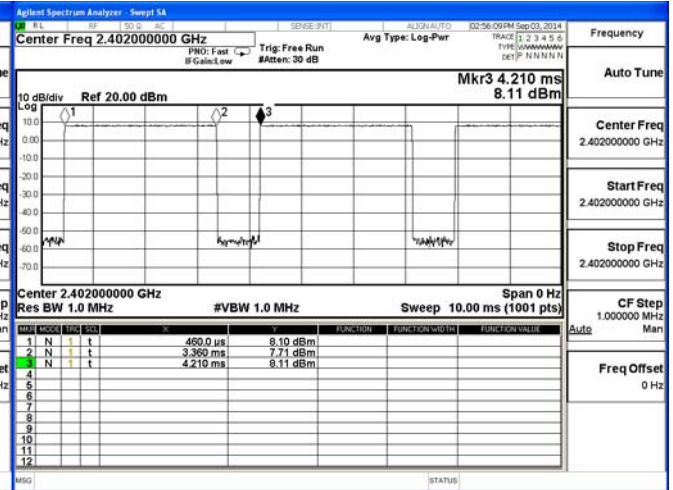 Agilent Spectrum Analyzer - Swept SA
RL RF 50 Ω AC SENSE:INT ALIGNAUTO 02:56:09 PM Sep 03, 2014
Center Freq 2.402000000 GHz
PNO: Fast
IFGain:Low
Trig: Free Run
#Atten: 30 dB
Avg Type: Log-Pwr
TRACE 1 2 3 4 5 6
TYPE WWWWWW
DET P NNNNN
Frequency
Mkr3 4.210 ms
8.11 dBm
10 dB/div Ref 20.00 dBm
Log
1 2 3
10.0
0.00
-10.0
-20.0
-30.0
-40.0
-50.0
-60.0
-70.0
Center 2.402000000 GHz Span 0 Hz
Res BW 1.0 MHz #VBW 1.0 MHz Sweep 10.00 ms (1001 pts)
MKR MODE TRC SCL X Y FUNCTION FUNCTION WIDTH FUNCTION VALUE
1 N 1 t 460.0 µs 8.10 dBm
2 N 1 t 3.360 ms 7.71 dBm
3 N 1 t 4.210 ms 8.11 dBm
4
5
6
7
8
9
10
11
12
MSG STATUS
Auto Tune
Center Freq
2.402000000 GHz
Start Freq
2.402000000 GHz
Stop Freq
2.402000000 GHz
CF Step
1.000000 MHz
Auto Man
Freq Offset
0 Hz